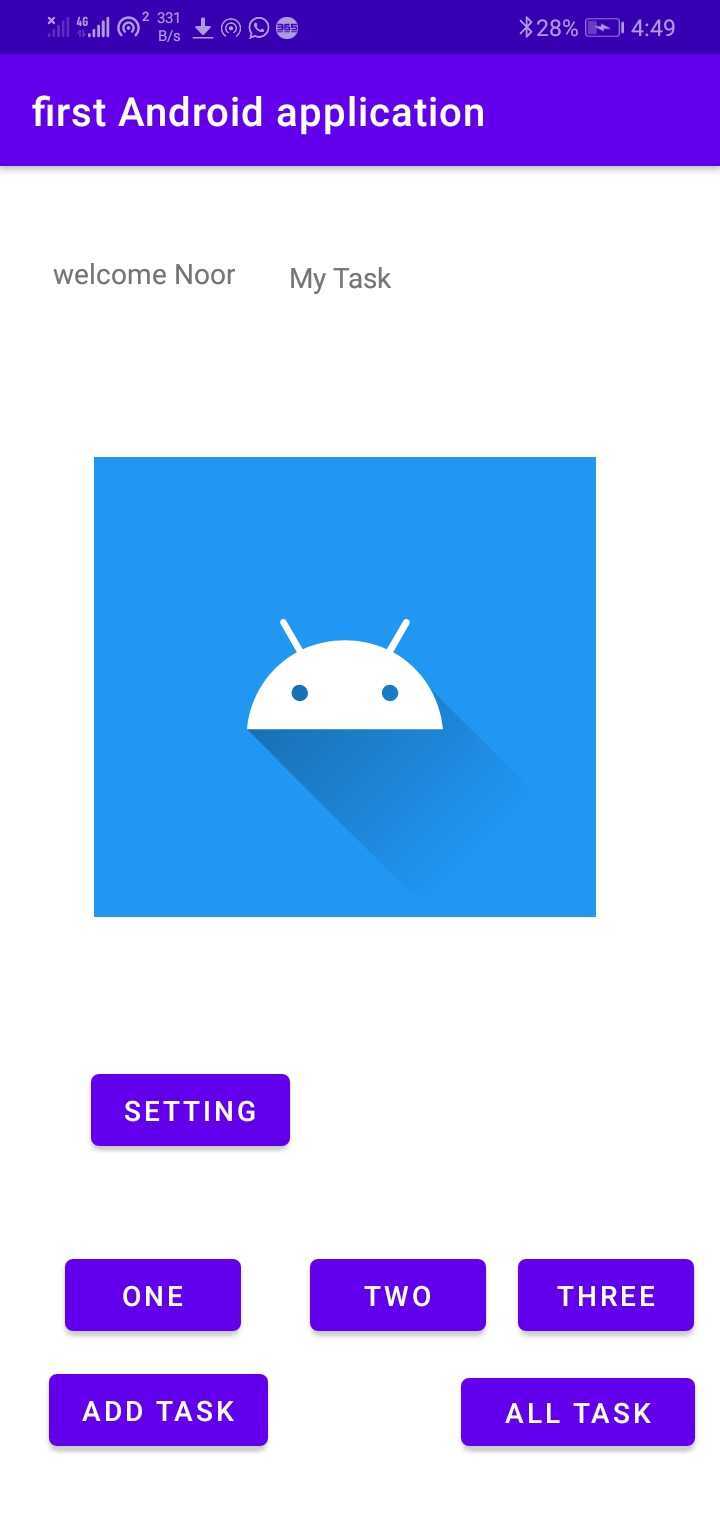 4G 2 331 B/s 365 28% 4:49
first Android application
welcome Noor My Task
SETTING
ONE TWO THREE
ADD TASK ALL TASK